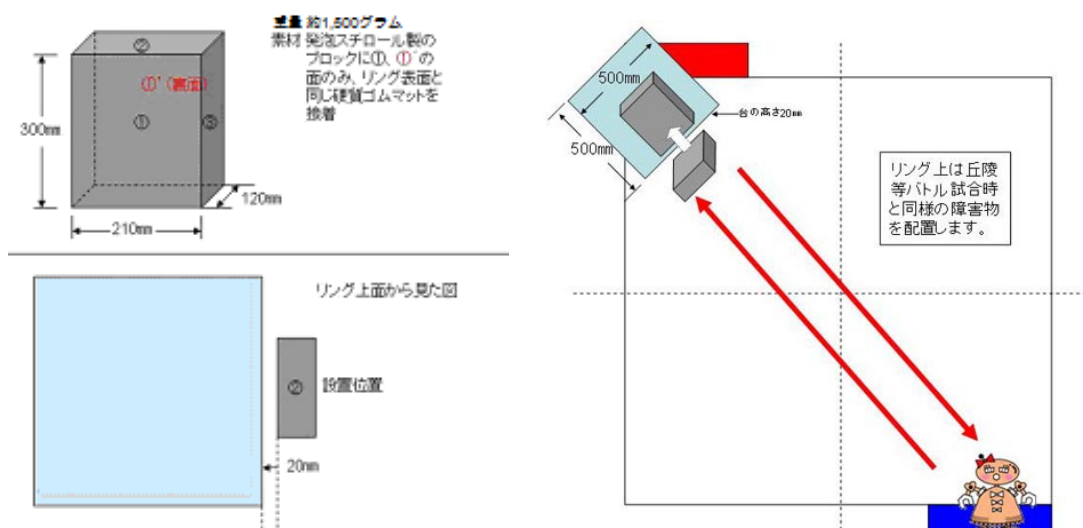 ②
重量 約1,500グラム
素材 発泡スチロール製の
ブロックに①、①'の
面のみ、リング表面と
同じ硬質ゴムマットを
接着
①'(裏面)
①
③
300mm
120mm
210mm
リング上面から見た図
②
設置位置
20mm
500mm
500mm
台の高さ20mm
リング上は丘陵
等バトル試合時
と同様の障害物
を配置します。